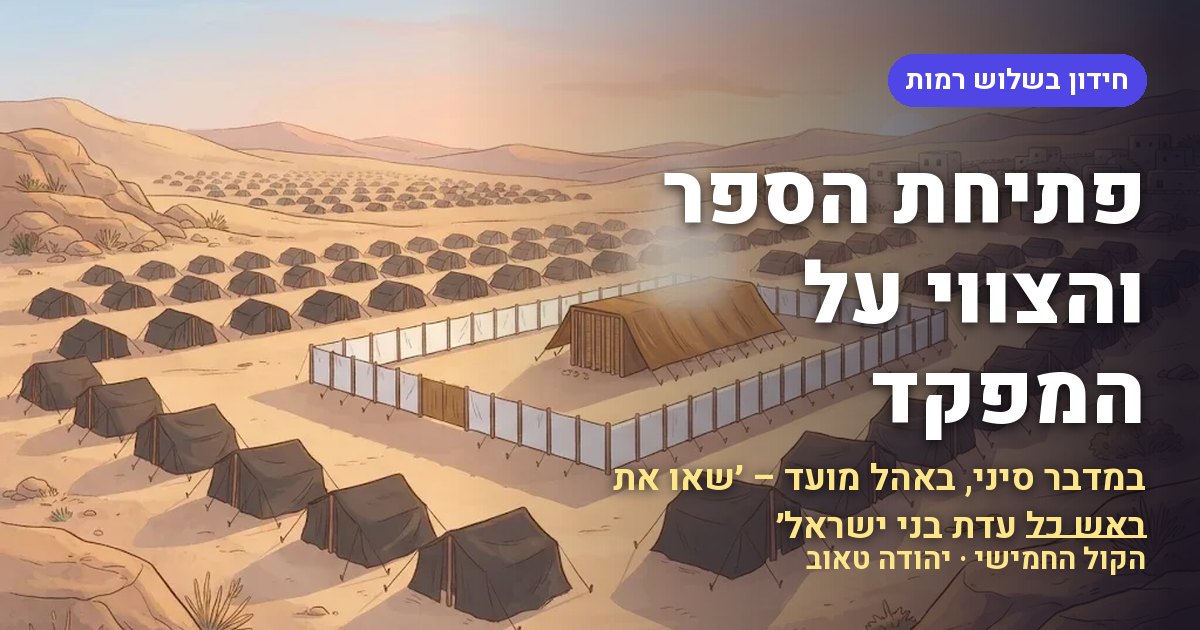 חידון בשלוש רמות
פתיחת הספר
והצווי על
המפקד
במדבר סיני, באהל מועד – ׳שאו את
ראש כל עדת בני ישראל׳
הקול החמישי · יהודה טאוב